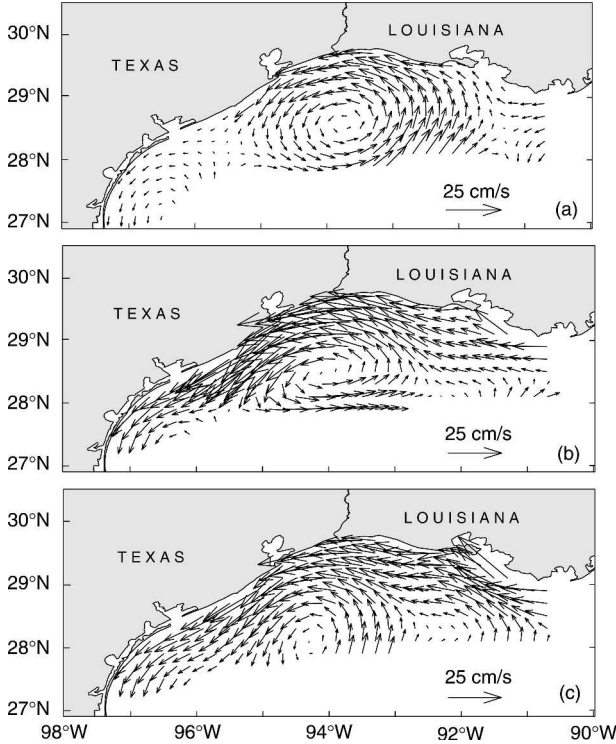 30°N
LOUISIANA
TEXAS
29°N
28°N
25 cm/s
27°N
(a)
30°N
LOUISIANA
TEXAS
29°N
28°N
25 cm/s
27°N
(b)
30°N
LOUISIANA
TEXAS
29°N
28°N
25 cm/s
27°N
(c)
98°W 96°W 94°W 92°W 90°W